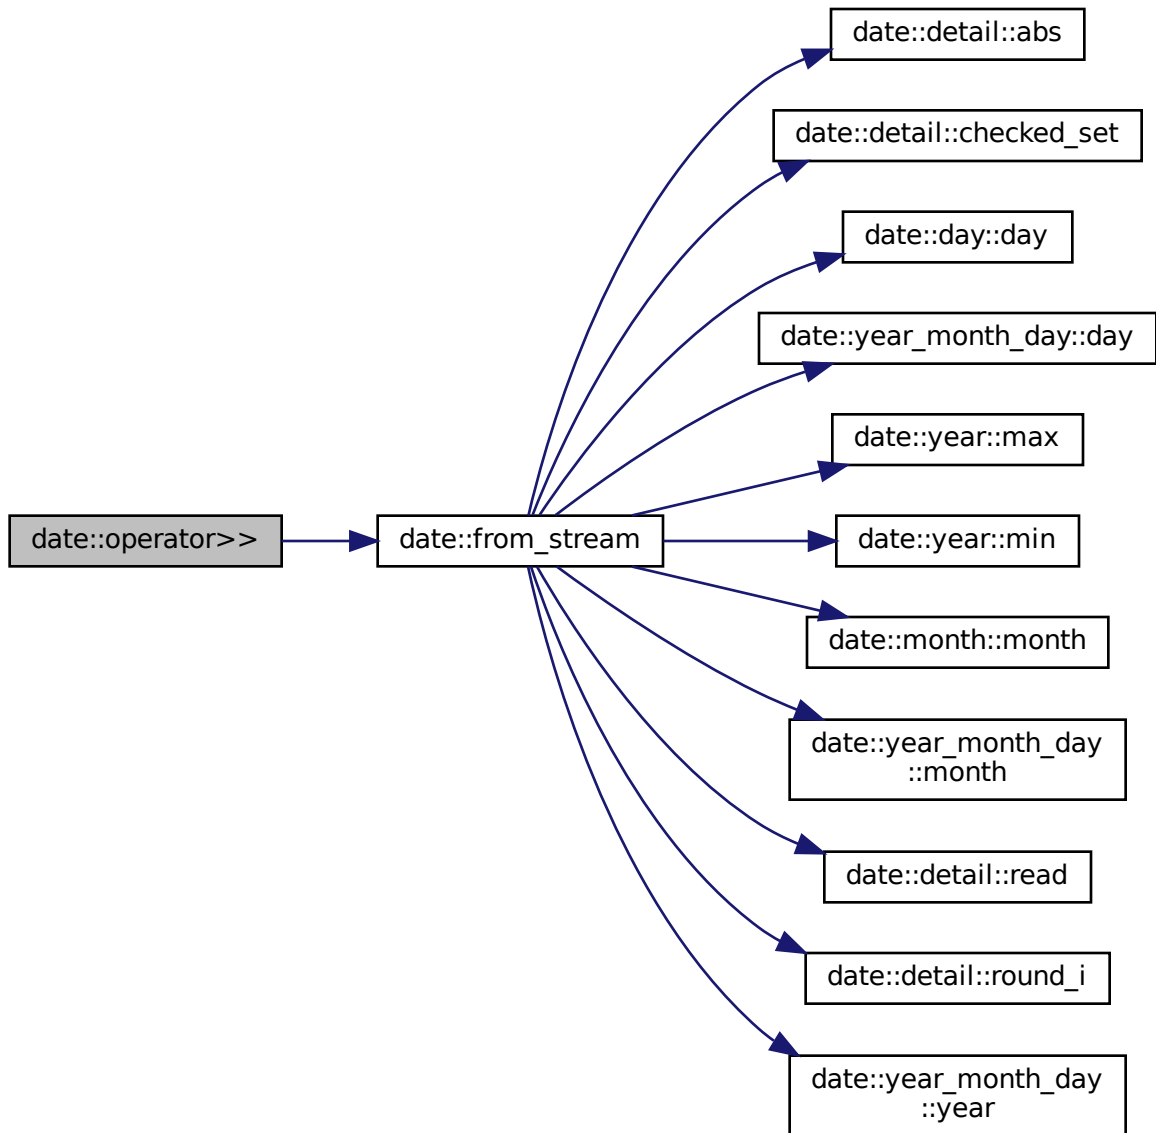 date::operator>>
date::from_stream
date::detail::abs
date::detail::checked_set
date::day::day
date::year_month_day::day
date::year::max
date::year::min
date::month::month
date::year_month_day
::month
date::detail::read
date::detail::round_i
date::year_month_day
::year